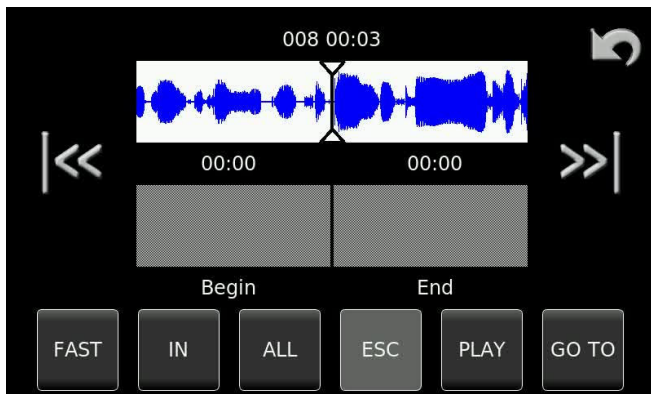 008 00:03
|<<
>>|
00:00 00:00
Begin End
FAST IN ALL ESC PLAY GO TO